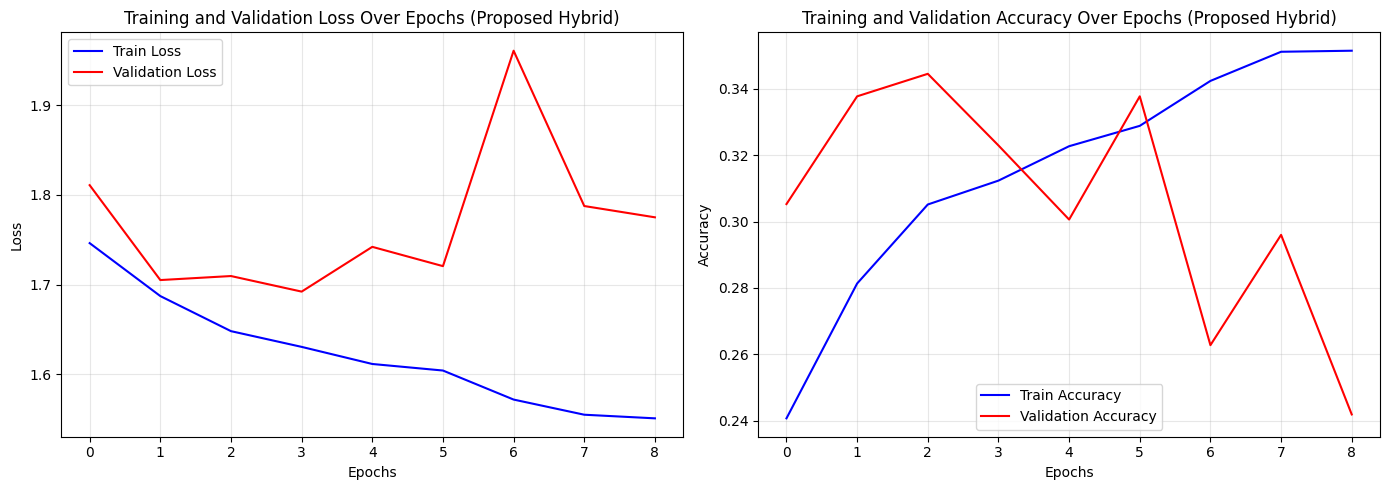 Training and Validation Loss Over Epochs (Proposed Hybrid)
Train Loss
Validation Loss
1.9
1.8
1.7
1.6
Loss
0 1 2 3 4 5 6 7 8
Epochs
Training and Validation Accuracy Over Epochs (Proposed Hybrid)
0.34
0.32
0.30
0.28
0.26
0.24
Accuracy
Train Accuracy
Validation Accuracy
0 1 2 3 4 5 6 7 8
Epochs